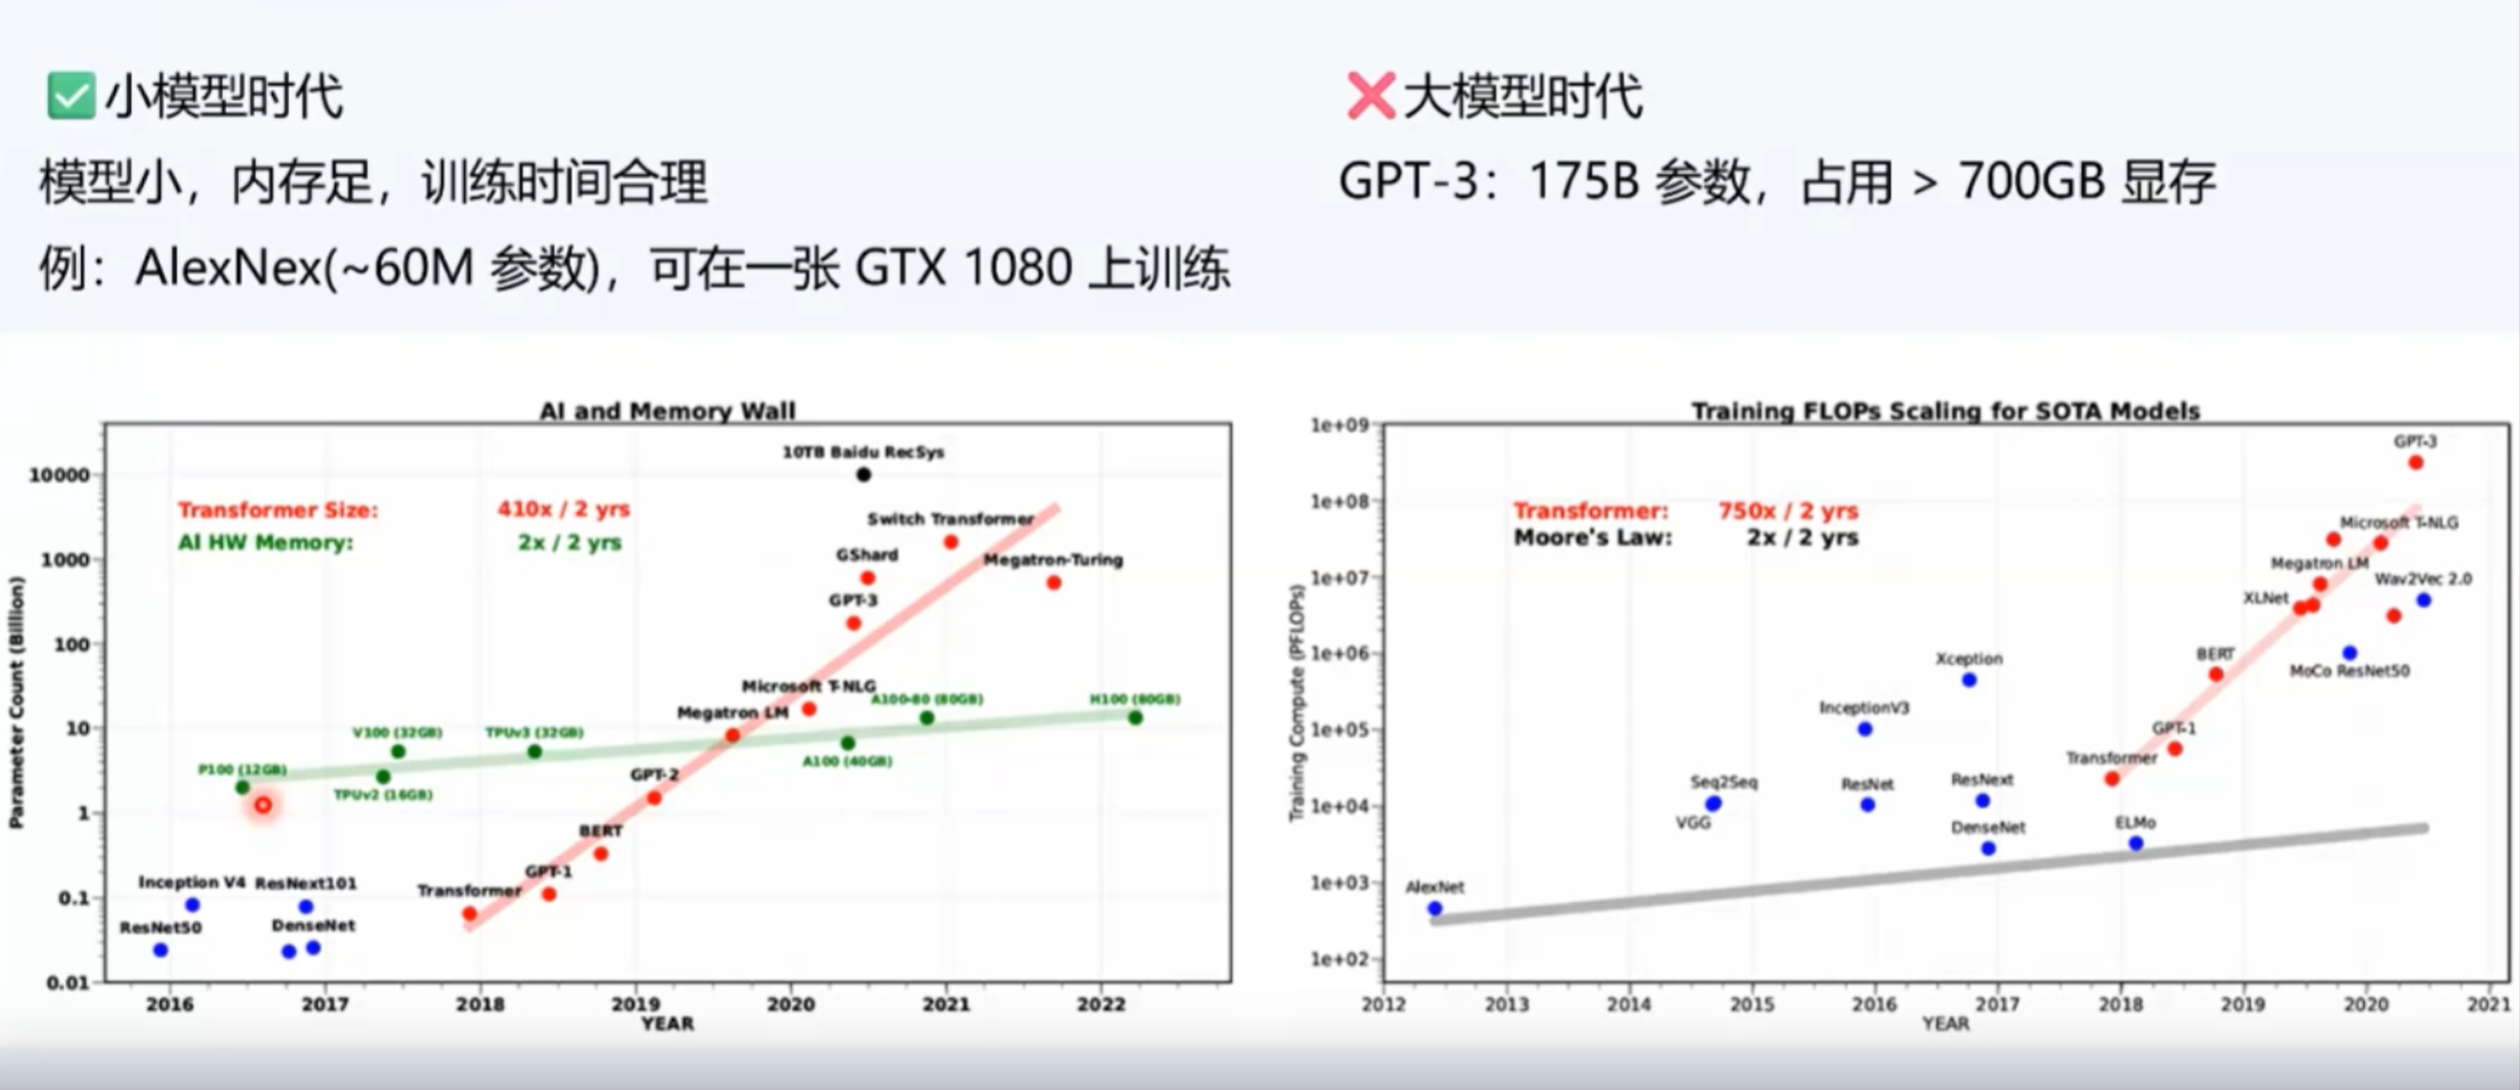 ✅小模型时代
模型小，内存足，训练时间合理
例：AlexNex(~60M 参数)，可在一张 GTX 1080 上训练
❌大模型时代
GPT-3：175B 参数，占用 > 700GB 显存
AI and Memory Wall
Parameter Count (Billion)
10000
1000
100
10
1
0.1
0.01
Transformer Size: 410x / 2 yrs
AI HW Memory: 2x / 2 yrs
10TB Baidu RecSys
Switch Transformer
GShard
Megatron-Turing
GPT-3
Microsoft T-NLG
A100-80 (80GB)
H100 (80GB)
Megatron LM
V100 (32GB)
TPUv3 (32GB)
A100 (40GB)
P100 (12GB)
GPT-2
TPUv2 (16GB)
BERT
GPT-1
Inception V4
ResNext101
Transformer
ResNet50
DenseNet
2016 2017 2018 2019 2020 2021 2022
YEAR
Training FLOPs Scaling for SOTA Models
Training Compute (PFLOPs)
1e+09
1e+08
1e+07
1e+06
1e+05
1e+04
1e+03
1e+02
Transformer: 750x / 2 yrs
Moore's Law: 2x / 2 yrs
GPT-3
Microsoft T-NLG
Megatron LM
Wav2Vec 2.0
XLNet
Xception
BERT
MoCo ResNet50
InceptionV3
GPT-1
Transformer
Seq2Seq
ResNet
ResNext
VGG
DenseNet
ELMo
AlexNet
2012 2013 2014 2015 2016 2017 2018 2019 2020 2021
YEAR